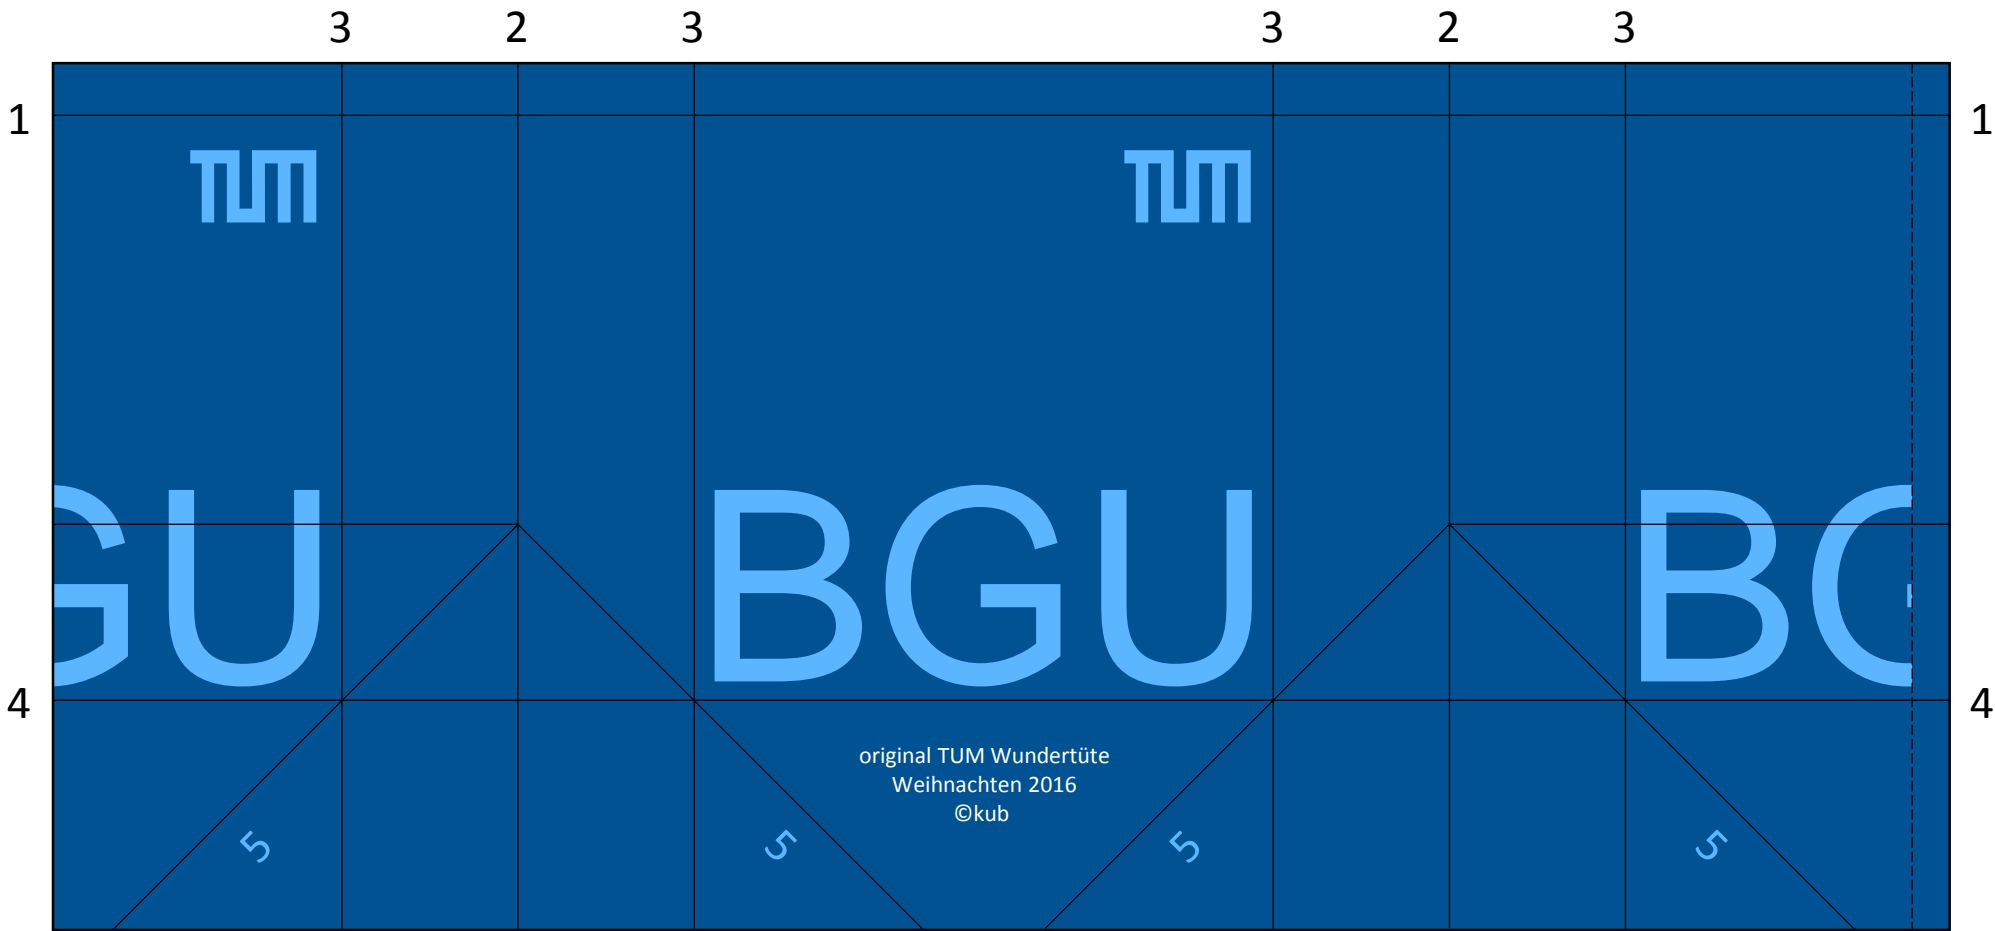 3 2 3 3 2 3
1 1
TUM TUM
GU BGU BG
4 4
original TUM Wundertüte
Weihnachten 2016
©kub
5 5 5 5